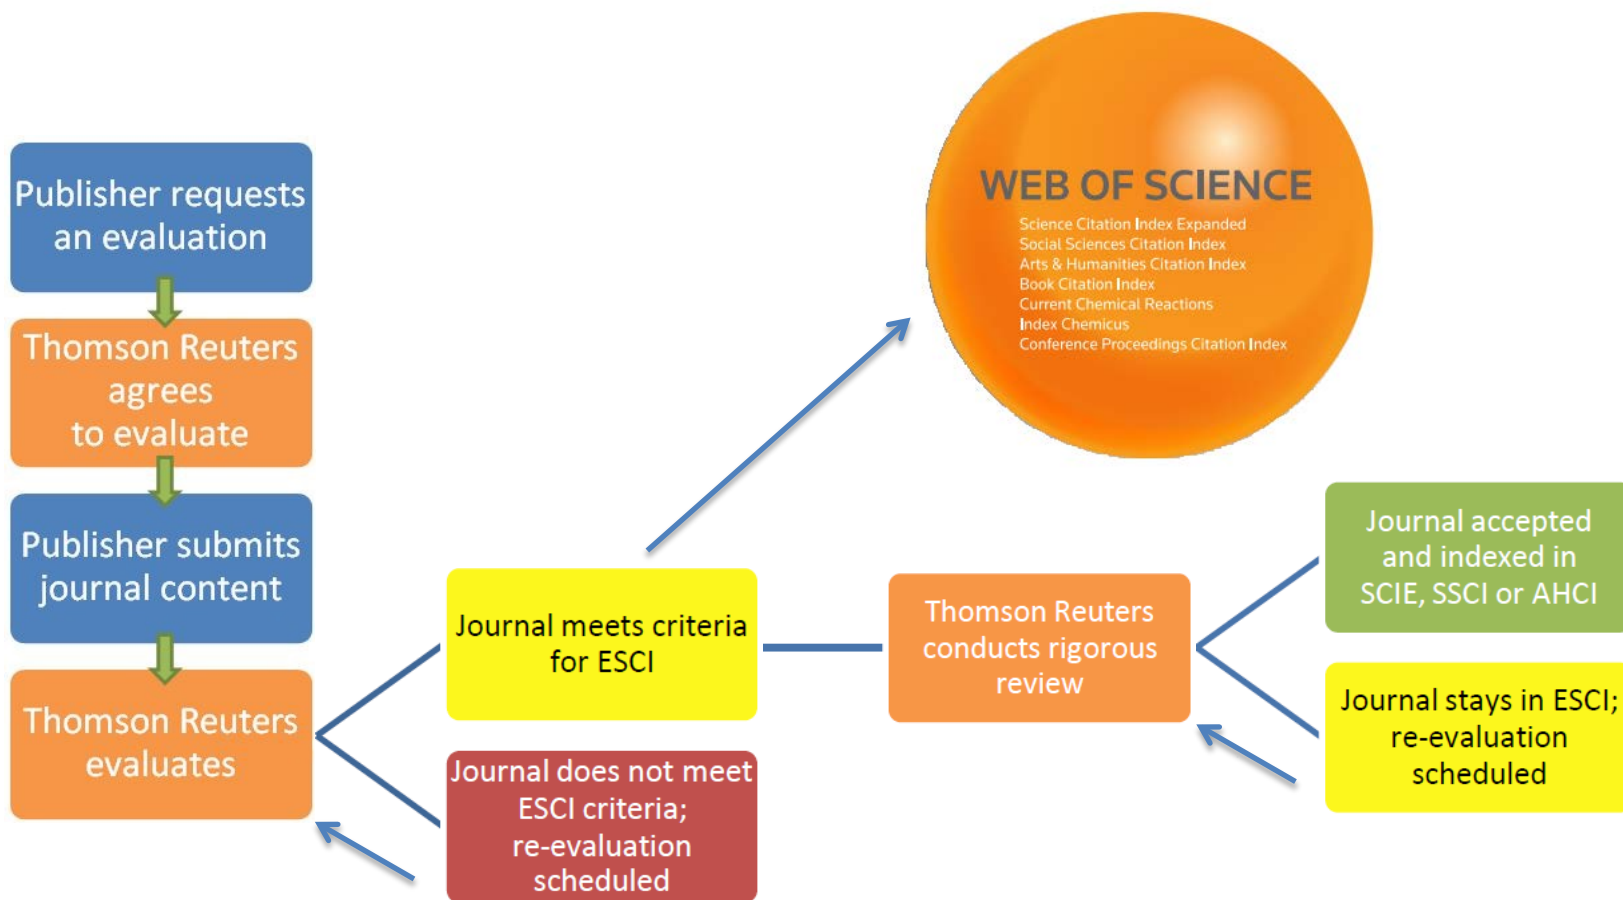 Publisher requests
an evaluation
Thomson Reuters
agrees
to evaluate
Publisher submits
journal content
Thomson Reuters
evaluates
Journal meets criteria
for ESCI
Journal does not meet
ESCI criteria;
re-evaluation
scheduled
WEB OF SCIENCE
Science Citation Index Expanded
Social Sciences Citation Index
Arts & Humanities Citation Index
Book Citation Index
Current Chemical Reactions
Index Chemicus
Conference Proceedings Citation Index
Thomson Reuters
conducts rigorous
review
Journal accepted
and indexed in
SCIE, SSCI or AHCI
Journal stays in ESCI;
re-evaluation
scheduled